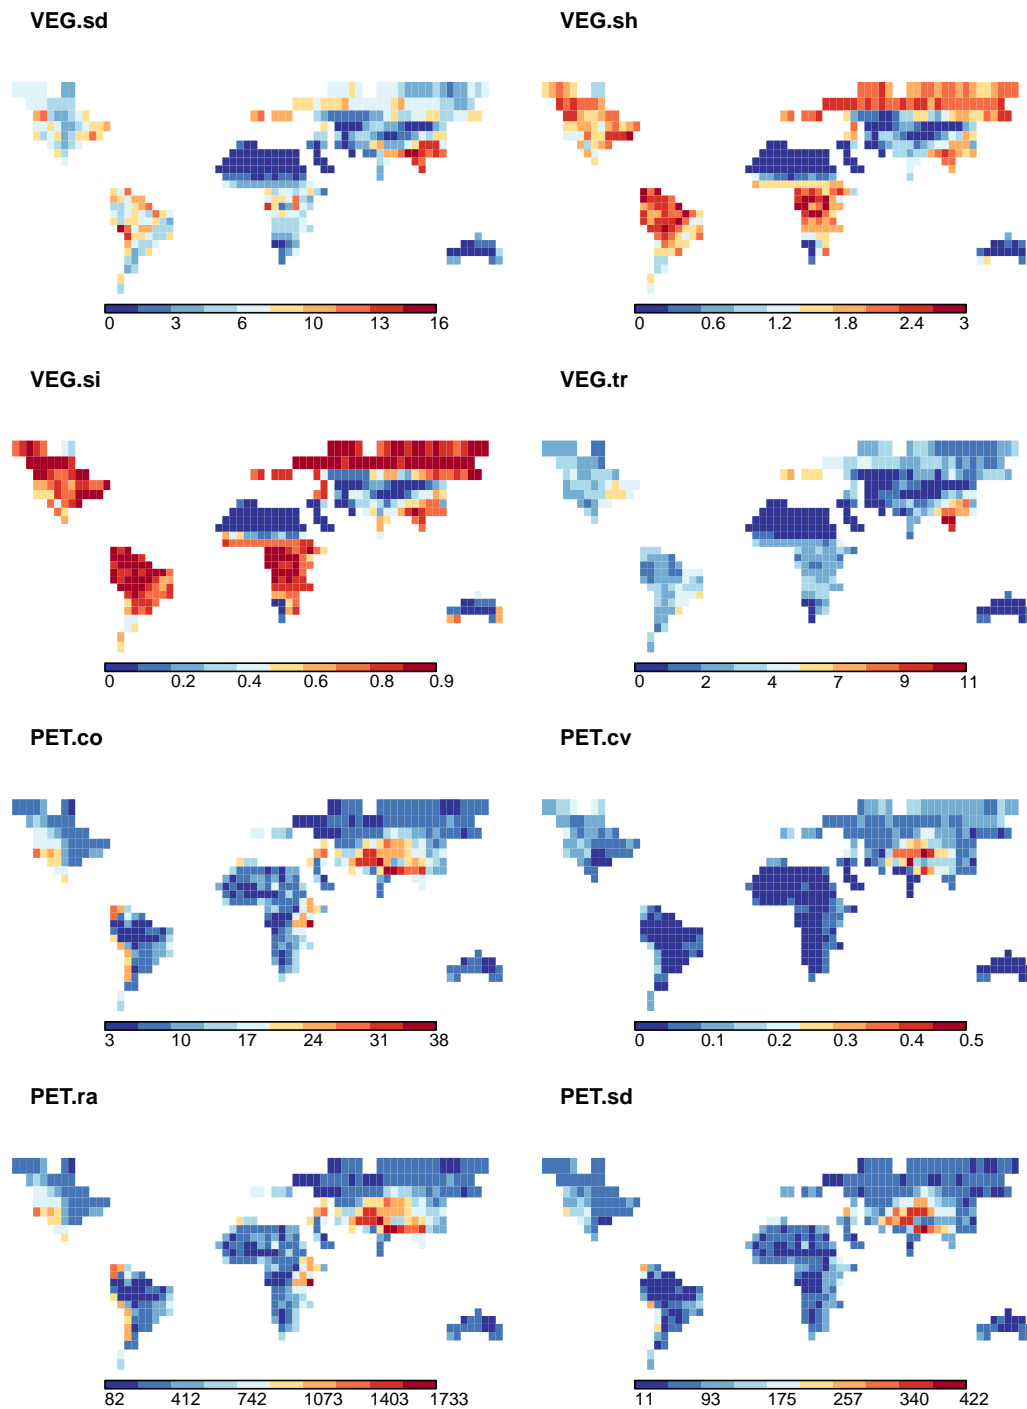 VEG.sd VEG.sh
0 3 6 10 13 16 0 0.6 1.2 1.8 2.4 3
VEG.si VEG.tr
0 0.2 0.4 0.6 0.8 0.9 0 2 4 7 9 11
PET.co PET.cv
3 10 17 24 31 38 0 0.1 0.2 0.3 0.4 0.5
PET.ra PET.sd
82 412 742 1073 1403 1733 11 93 175 257 340 422